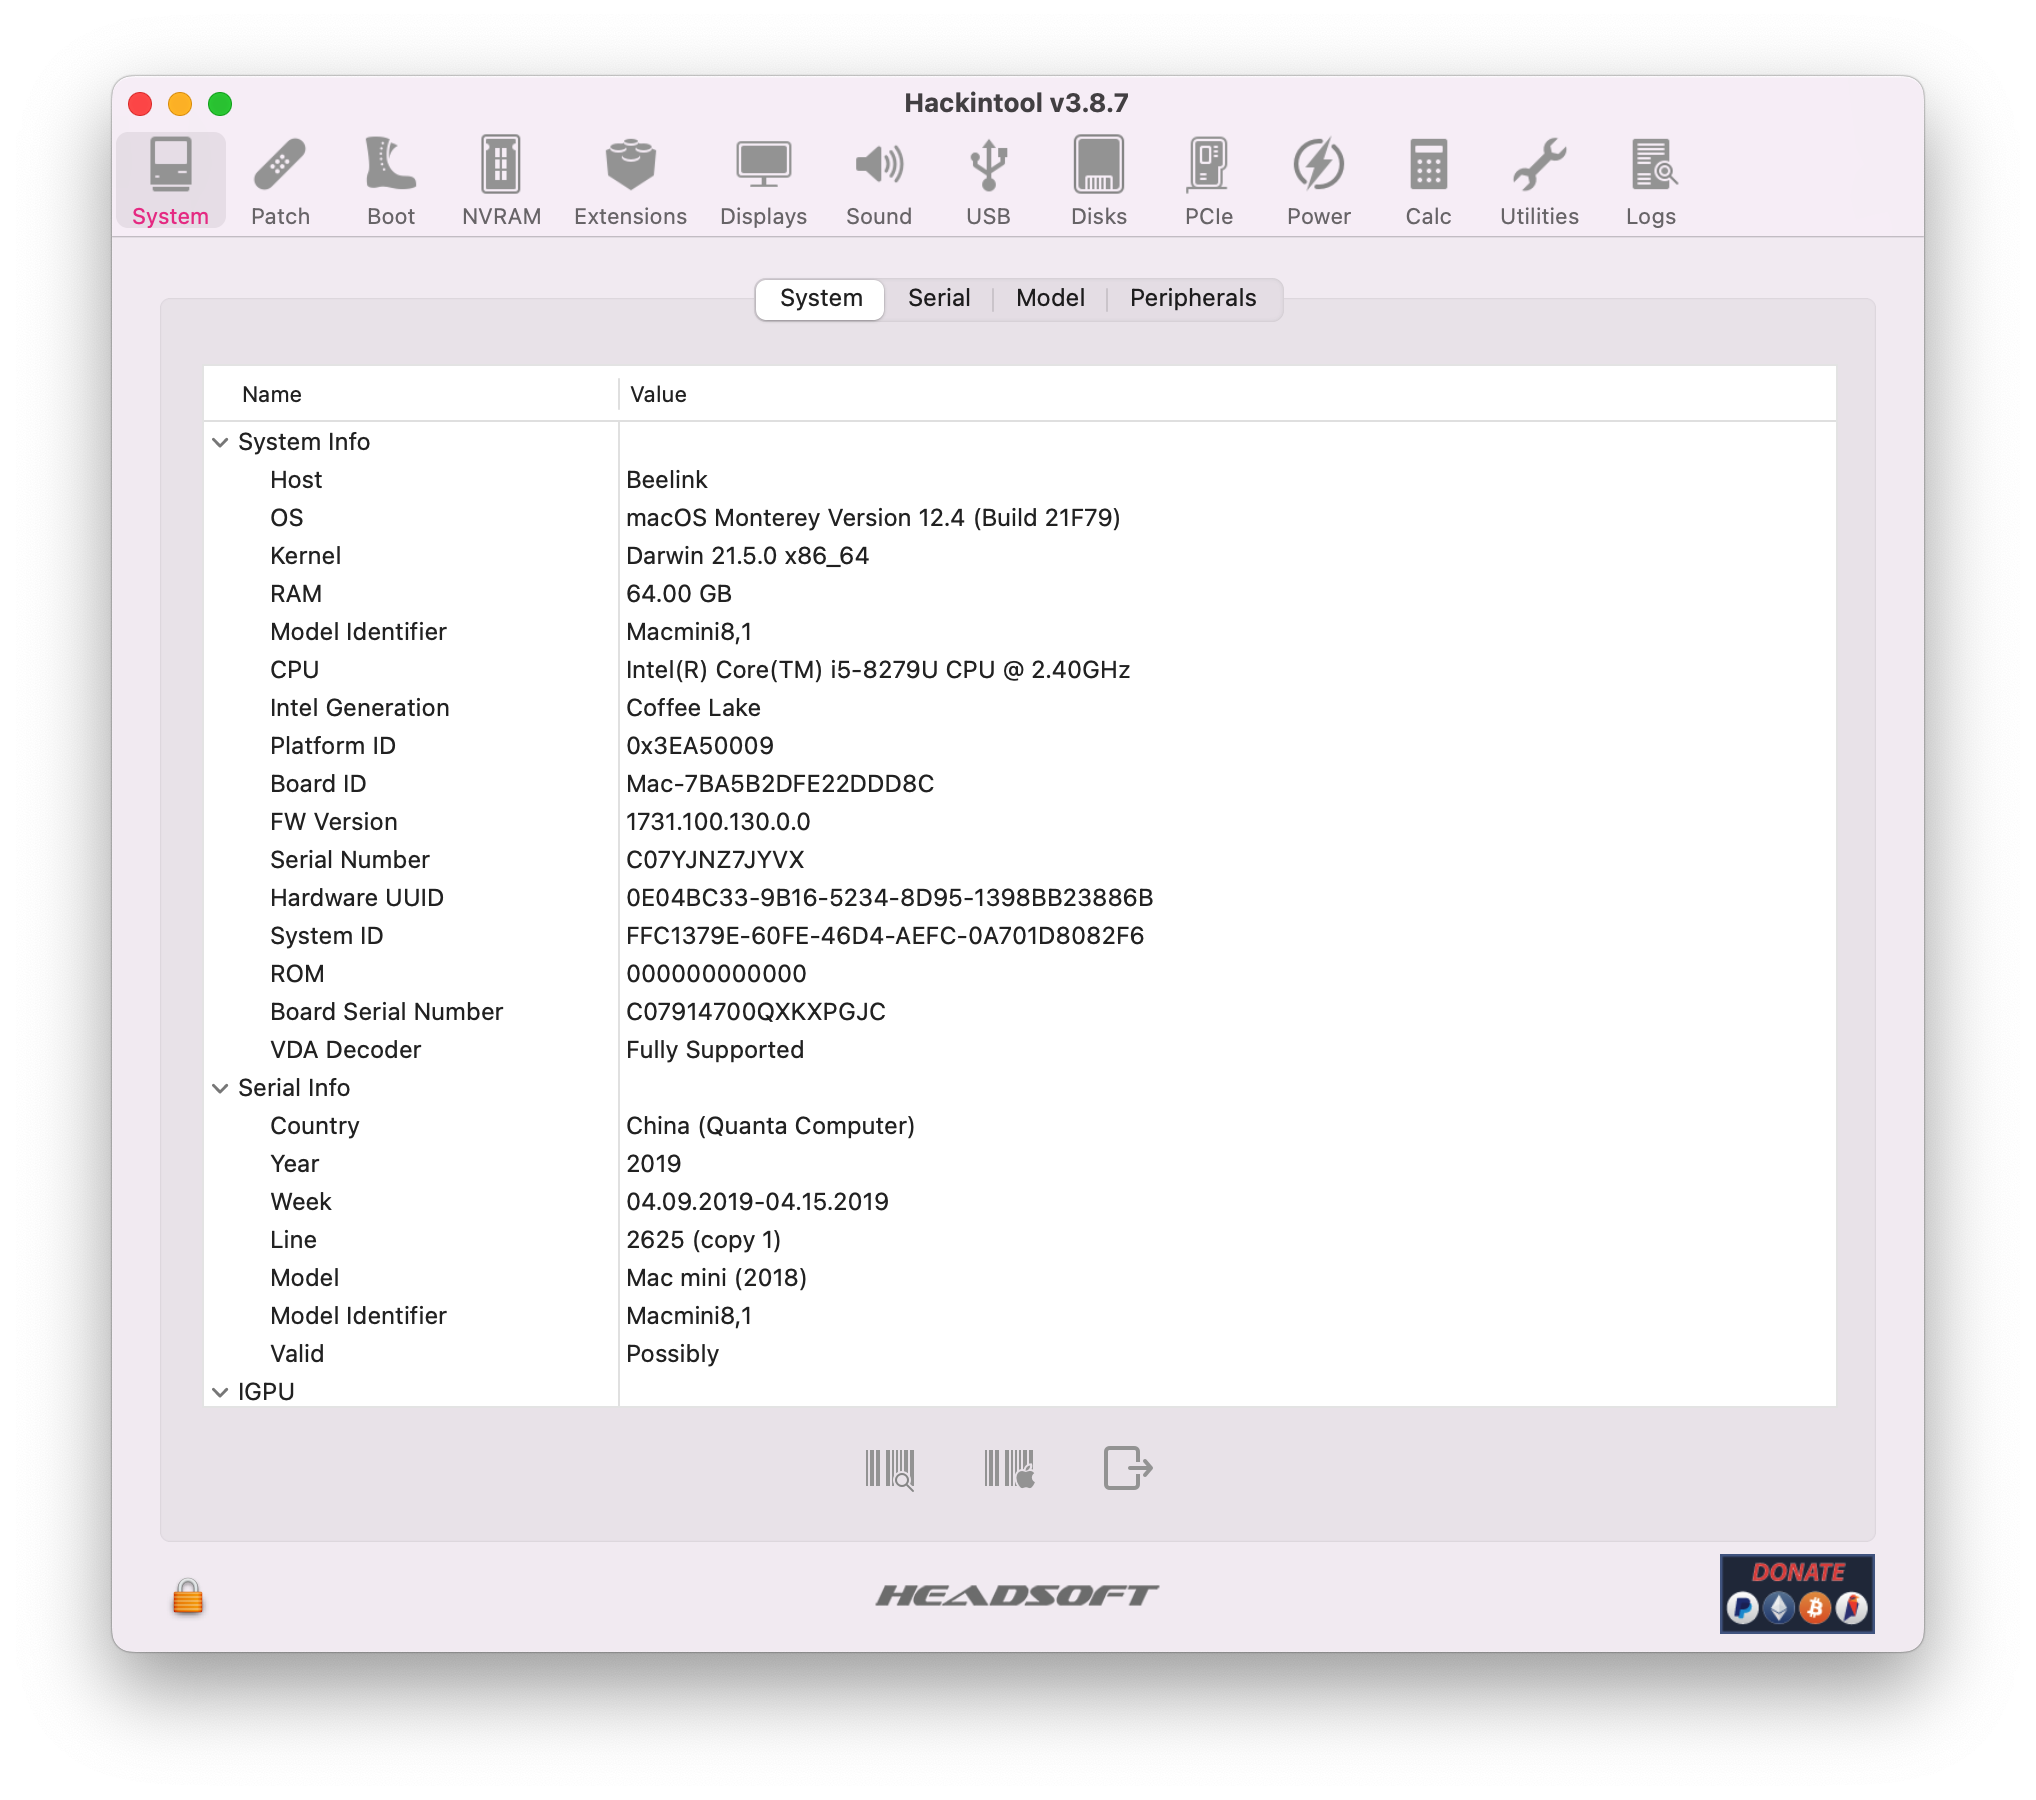 Hackintool v3.8.7
System Patch Boot NVRAM Extensions Displays Sound USB Disks PCIe Power Calc Utilities Logs
System Serial Model Peripherals
Name Value
System Info
Host Beelink
OS macOS Monterey Version 12.4 (Build 21F79)
Kernel Darwin 21.5.0 x86_64
RAM 64.00 GB
Model Identifier Macmini8,1
CPU Intel(R) Core(TM) i5-8279U CPU @ 2.40GHz
Intel Generation Coffee Lake
Platform ID 0x3EA50009
Board ID Mac-7BA5B2DFE22DDD8C
FW Version 1731.100.130.0.0
Serial Number C07YJNZ7JYVX
Hardware UUID 0E04BC33-9B16-5234-8D95-1398BB23886B
System ID FFC1379E-60FE-46D4-AEFC-0A701D8082F6
ROM 000000000000
Board Serial Number C07914700QXKXPGJC
VDA Decoder Fully Supported
Serial Info
Country China (Quanta Computer)
Year 2019
Week 04.09.2019-04.15.2019
Line 2625 (copy 1)
Model Mac mini (2018)
Model Identifier Macmini8,1
Valid Possibly
IGPU
HEADSOFT
DONATE